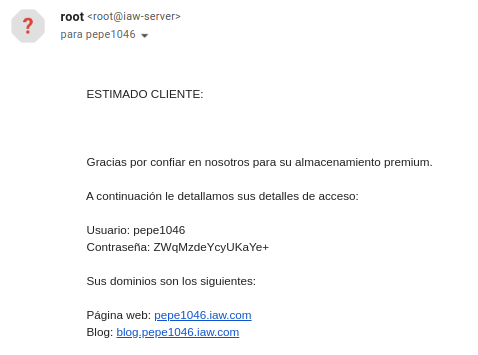 root <root@iaw-server>
para pepe1046
ESTIMADO CLIENTE:
Gracias por confiar en nosotros para su almacenamiento premium.
A continuación le detallamos sus detalles de acceso:
Usuario: pepe1046
Contraseña: ZWqMzdeYcyUKaYe+
Sus dominios son los siguientes:
Página web: pepe1046.iaw.com
Blog: blog.pepe1046.iaw.com